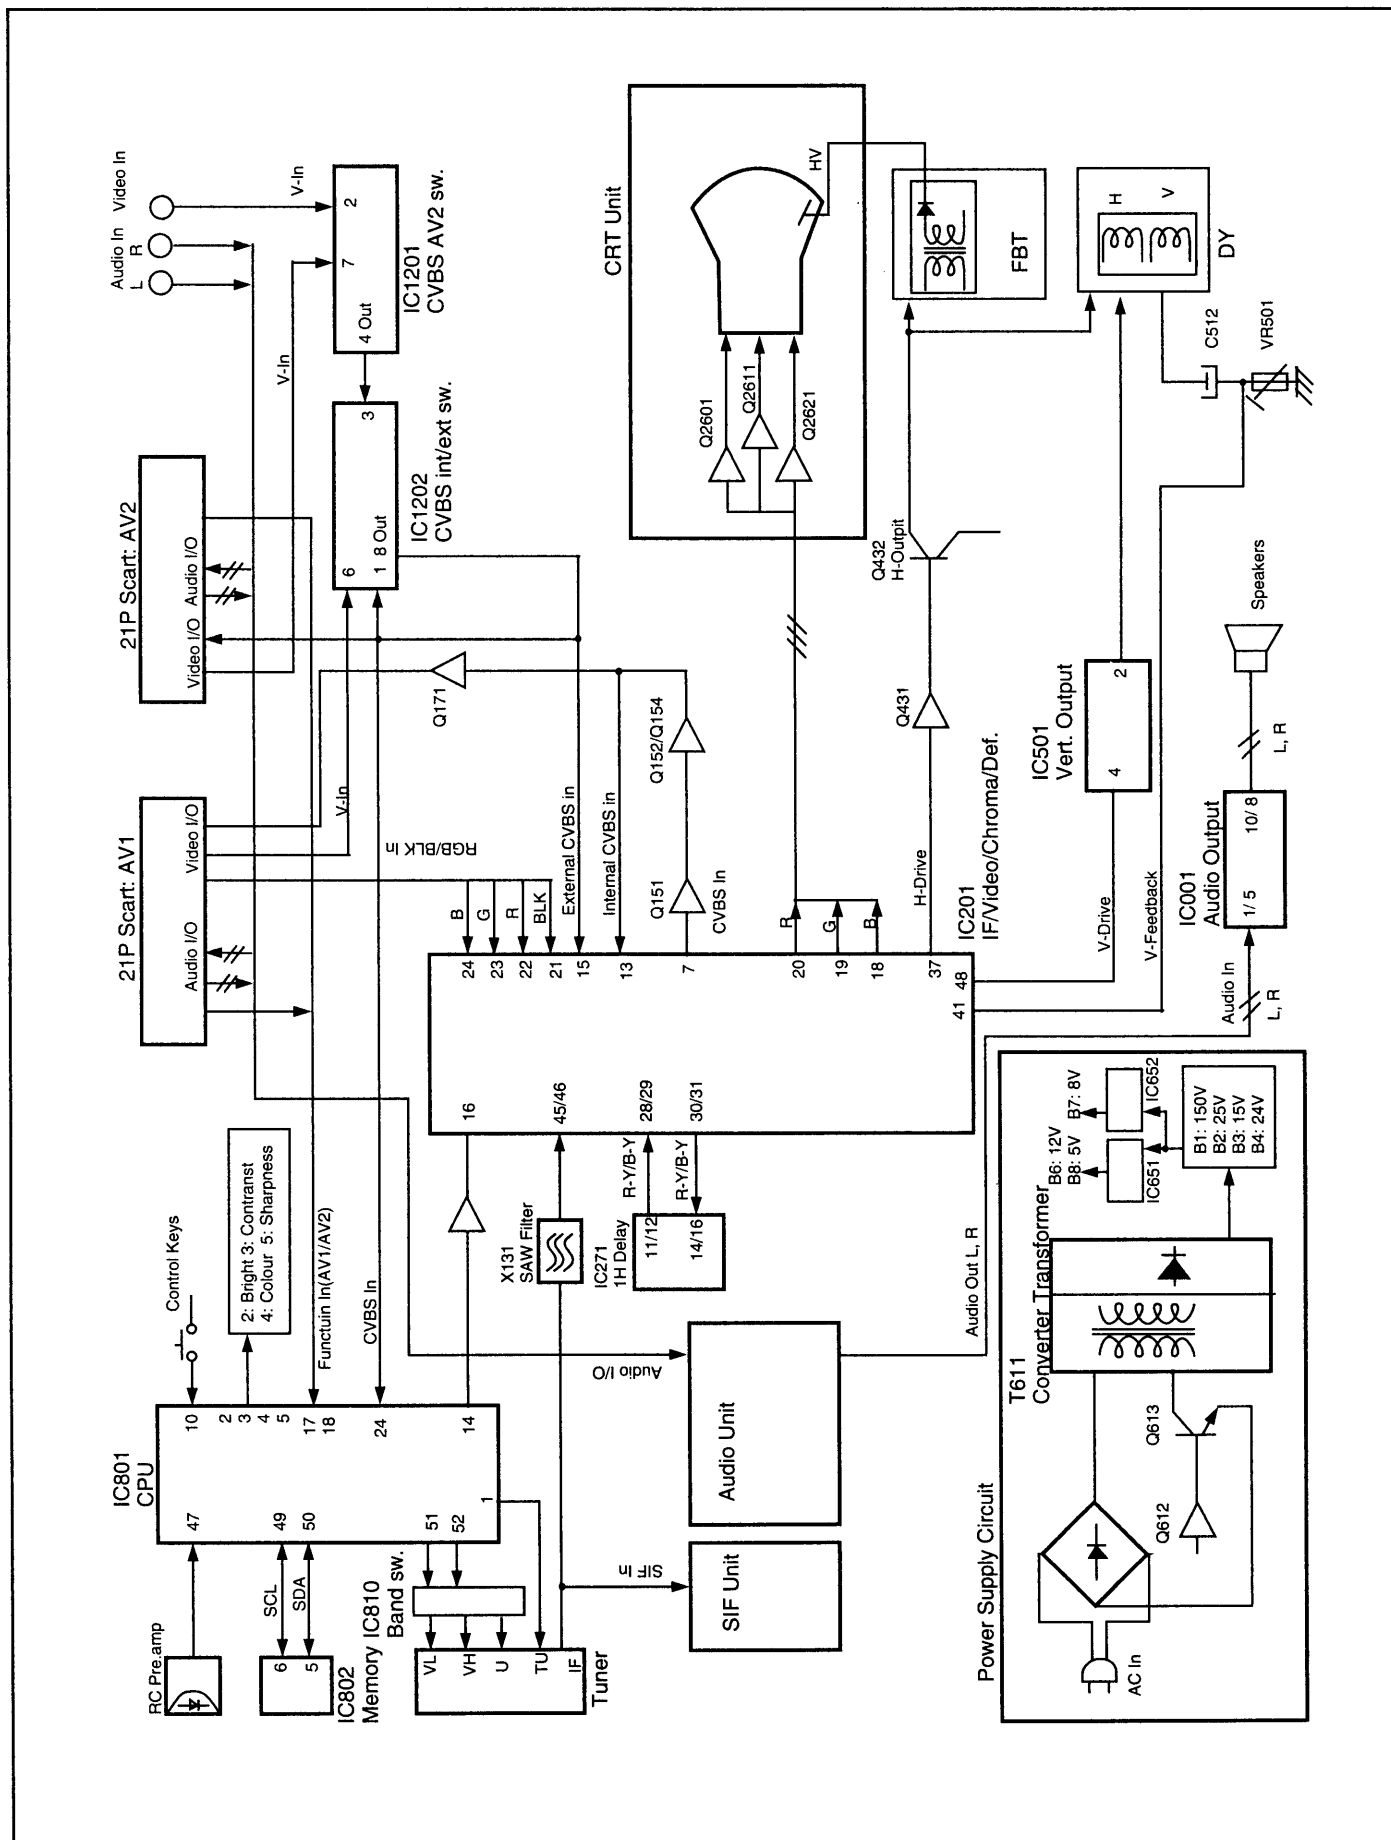 RC Pre.amp
6
5
SCL
SDA
IC802
Memory
IC810
Band sw.
VL
VH
U
TU
IF
Tuner
47
49
50
51
52
1
IC801
CPU
10
2
3
4
5
17
18
24
14
Control Keys
2: Bright 3: Contranst
4: Colour 5: Sharpness
Functuin In(AV1/AV2)
CVBS In
SIF In
SIF Unit
Audio Unit
Audio I/O
Audio Out L, R
X131
SAW Filter
IC271
1H Delay
11/12
14/16
R-Y/B-Y
R-Y/B-Y
16
45/46
28/29
30/31
24
23
22
21
15
13
7
20
19
18
37
48
41
IC201
IF/Video/Chroma/Def.
B
G
R
BLK
RGB/BLK In
External CVBS in
Internal CVBS in
Q151
CVBS In
Q152/Q154
Q171
R
G
B
H-Drive
Q431
Q432
H-Outpit
V-Drive
V-Feedback
21P Scart: AV1
Audio I/O
Video I/O
V-In
21P Scart: AV2
Video I/O
Audio I/O
V-In
6
1
8 Out
3
IC1202
CVBS int/ext sw.
4 Out
7
2
IC1201
CVBS AV2 sw.
Audio In
L
R
Video In
V-In
CRT Unit
Q2601
Q2611
Q2621
HV
FBT
H
V
DY
C512
VR501
IC501
Vert. Output
4
2
IC001
Audio Output
1/ 5
10/ 8
Audio In
L, R
L, R
Speakers
Power Supply Circuit
AC In
Q612
Q613
T611
Converter Transformer
B6: 12V
B8: 5V
B7: 8V
IC651
IC652
B1: 150V
B2: 25V
B3: 15V
B4: 24V